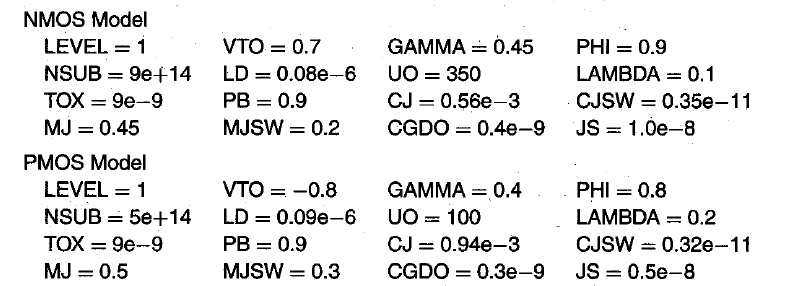 NMOS Model
LEVEL = 1 VTO = 0.7 GAMMA = 0.45 PHI = 0.9
NSUB = 9e+14 LD = 0.08e−6 UO = 350 LAMBDA = 0.1
TOX = 9e−9 PB = 0.9 CJ = 0.56e−3 CJSW = 0.35e−11
MJ = 0.45 MJSW = 0.2 CGDO = 0.4e−9 JS = 1.0e−8
PMOS Model
LEVEL = 1 VTO = −0.8 GAMMA = 0.4 PHI = 0.8
NSUB = 5e+14 LD = 0.09e−6 UO = 100 LAMBDA = 0.2
TOX = 9e−9 PB = 0.9 CJ = 0.94e−3 CJSW = 0.32e−11
MJ = 0.5 MJSW = 0.3 CGDO = 0.3e−9 JS = 0.5e−8